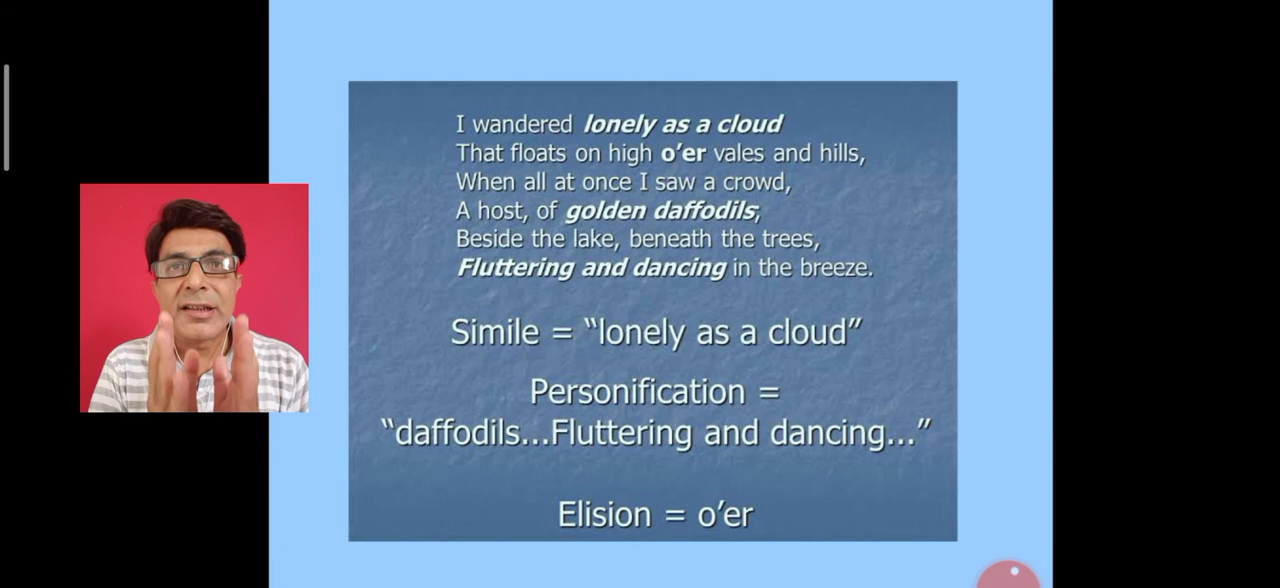 I wandered lonely as a cloud
That floats on high o’er vales and hills,
When all at once I saw a crowd,
A host, of golden daffodils;
Beside the lake, beneath the trees,
Fluttering and dancing in the breeze.
Simile = “lonely as a cloud”
Personification =
“daffodils...Fluttering and dancing...”
Elision = o’er